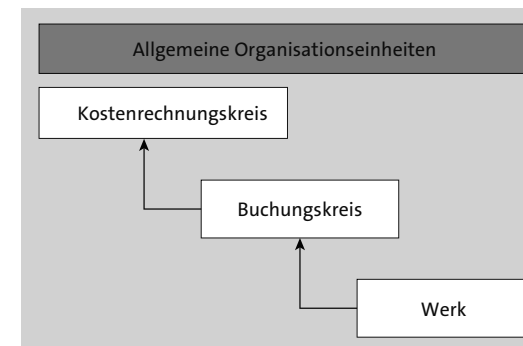 Allgemeine Organisationseinheiten
Kostenrechnungskreis
Buchungskreis
Werk